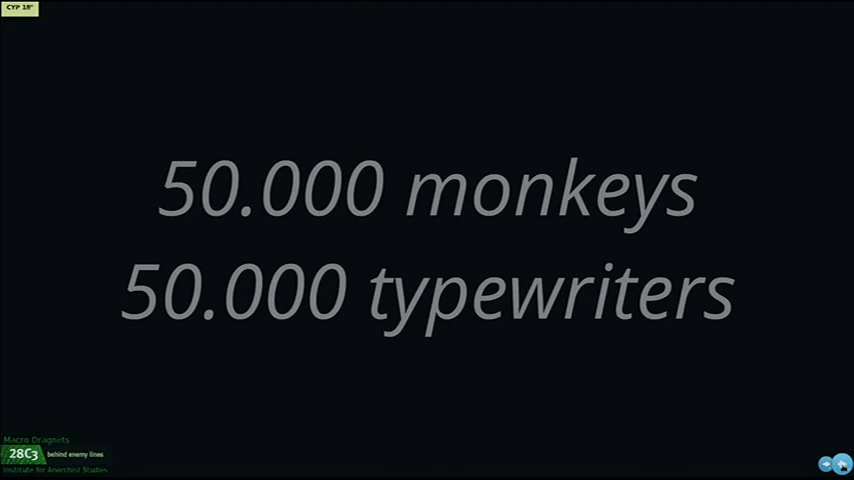 CYP 18"
50.000 monkeys
50.000 typewriters
Macro Dragnets
28C3 behind enemy lines
Institute for Anarchist Studies